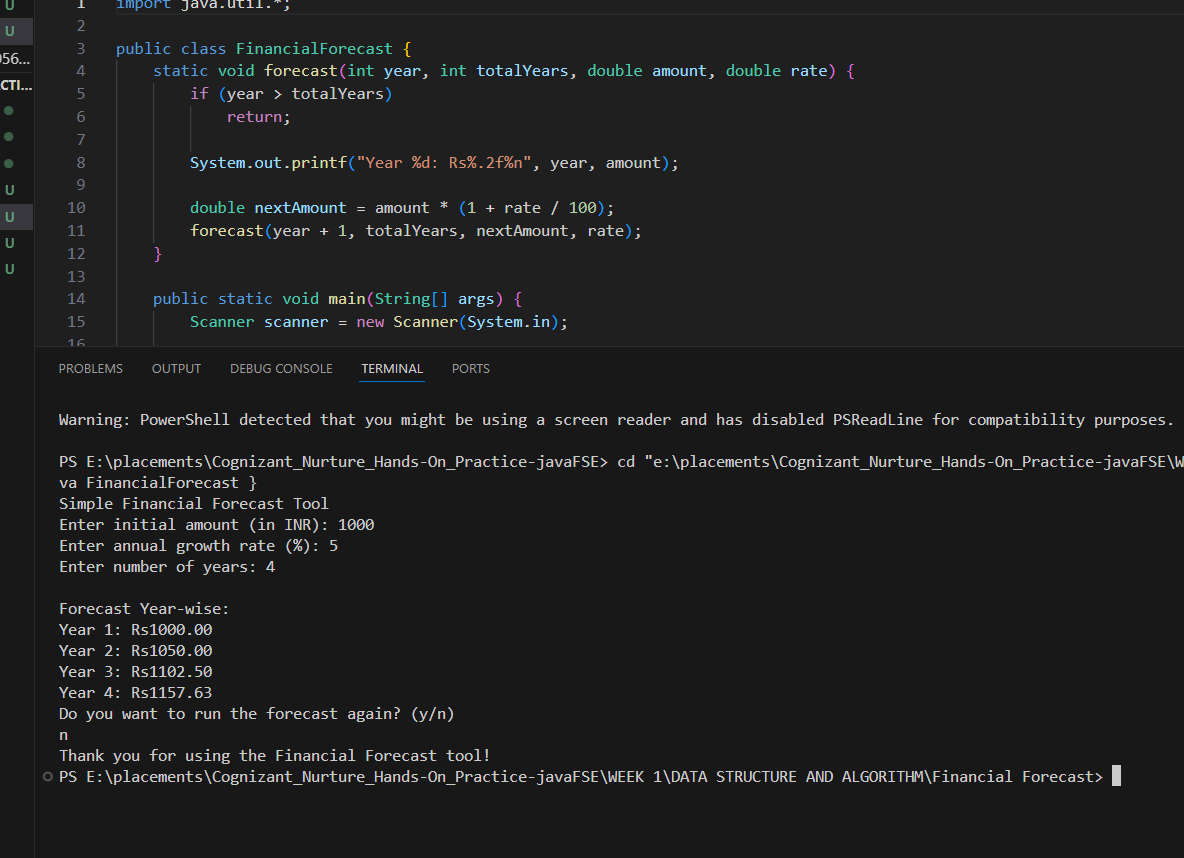 U
U
056...
CTI...
U
U
U
U
1 import java.util.*;
2
3 public class FinancialForecast {
4 static void forecast(int year, int totalYears, double amount, double rate) {
5 if (year > totalYears)
6 return;
7
8 System.out.printf("Year %d: Rs%.2f%n", year, amount);
9
10 double nextAmount = amount * (1 + rate / 100);
11 forecast(year + 1, totalYears, nextAmount, rate);
12 }
13
14 public static void main(String[] args) {
15 Scanner scanner = new Scanner(System.in);
16
PROBLEMS OUTPUT DEBUG CONSOLE TERMINAL PORTS
Warning: PowerShell detected that you might be using a screen reader and has disabled PSReadLine for compatibility purposes.
PS E:\placements\Cognizant_Nurture_Hands-On_Practice-javaFSE> cd "e:\placements\Cognizant_Nurture_Hands-On_Practice-javaFSE\W
va FinancialForecast }
Simple Financial Forecast Tool
Enter initial amount (in INR): 1000
Enter annual growth rate (%): 5
Enter number of years: 4
Forecast Year-wise:
Year 1: Rs1000.00
Year 2: Rs1050.00
Year 3: Rs1102.50
Year 4: Rs1157.63
Do you want to run the forecast again? (y/n)
n
Thank you for using the Financial Forecast tool!
PS E:\placements\Cognizant_Nurture_Hands-On_Practice-javaFSE\WEEK 1\DATA STRUCTURE AND ALGORITHM\Financial Forecast>